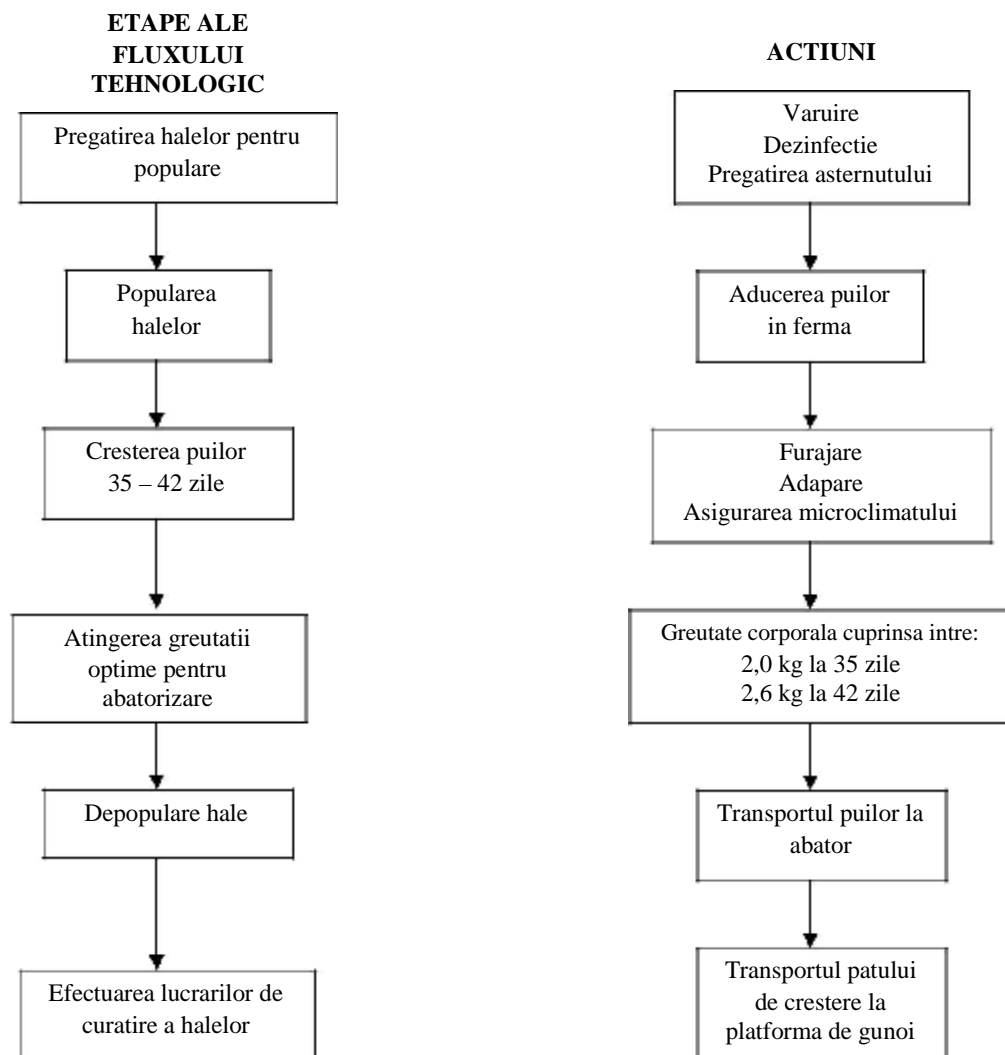 ETAPE ALE
FLUXULUI
TEHNOLOGIC
Pregatirea halelor pentru
populare
Popularea
halelor
Cresterea puilor
35 – 42 zile
Atingerea greutatii
optime pentru
abatorizare
Depopulare hale
Efectuarea lucrarilor de
curatire a halelor
ACTIUNI
Varuire
Dezinfectie
Pregatirea asternutului
Aducerea puilor
in ferma
Furajare
Adapare
Asigurarea microclimatului
Greutate corporala cuprinsa intre:
2,0 kg la 35 zile
2,6 kg la 42 zile
Transportul puilor la
abator
Transportul patului
de crestere la
platforma de gunoi